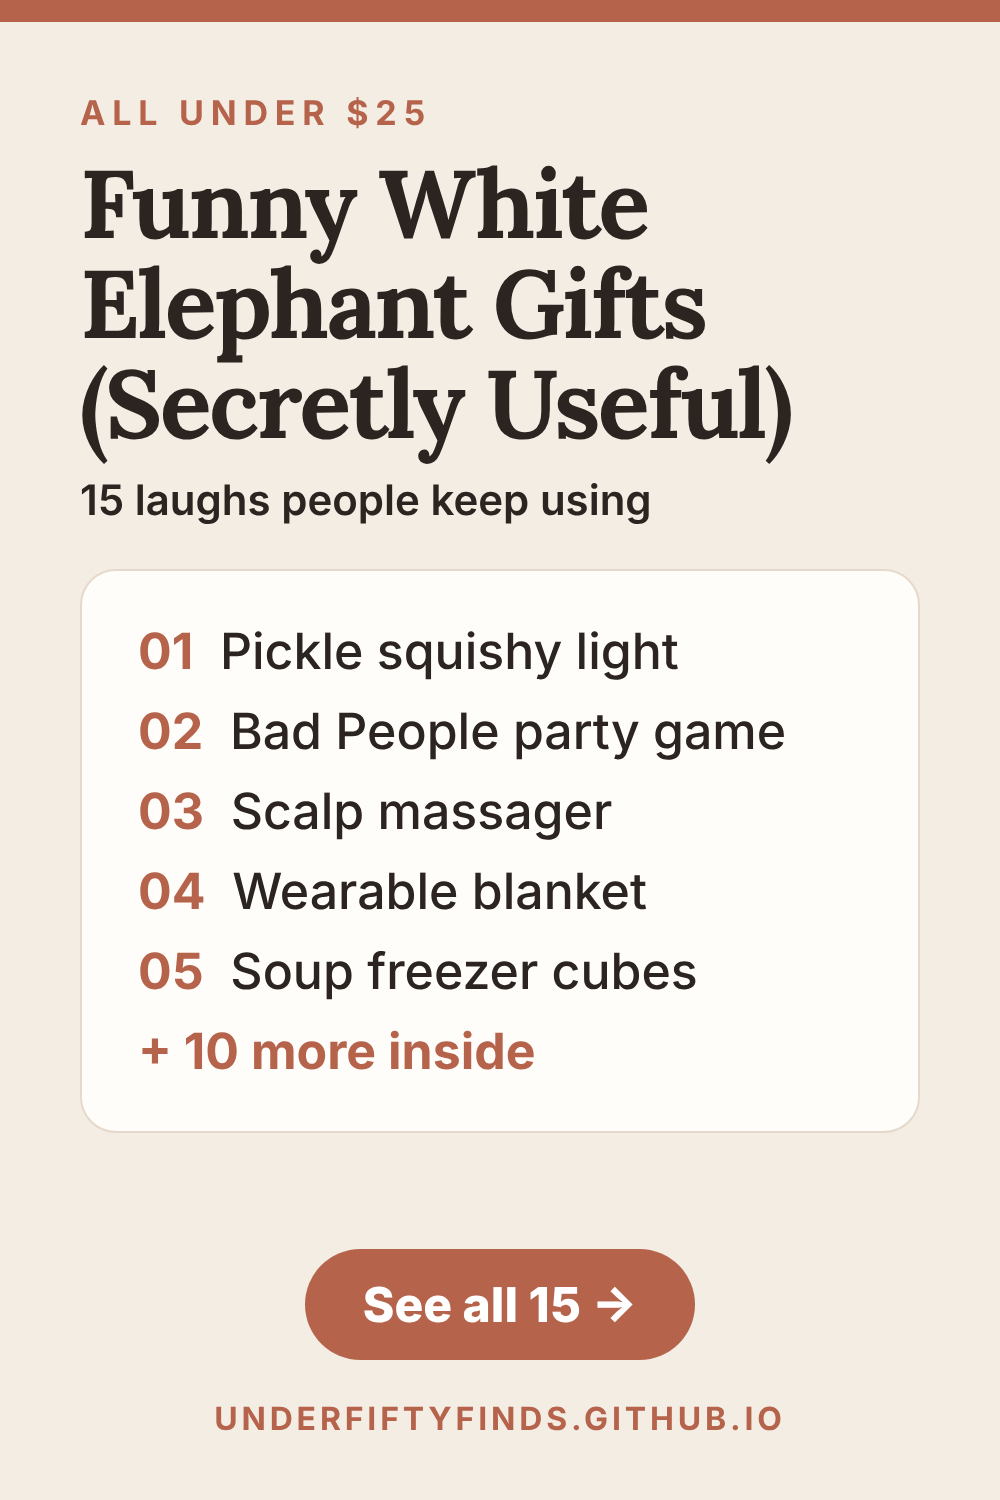 ALL UNDER $25
Funny White
Elephant Gifts
(Secretly Useful)
15 laughs people keep using
01 Pickle squishy light
02 Bad People party game
03 Scalp massager
04 Wearable blanket
05 Soup freezer cubes
+ 10 more inside
See all 15 →
UNDERFIFTYFINDS.GITHUB.IO